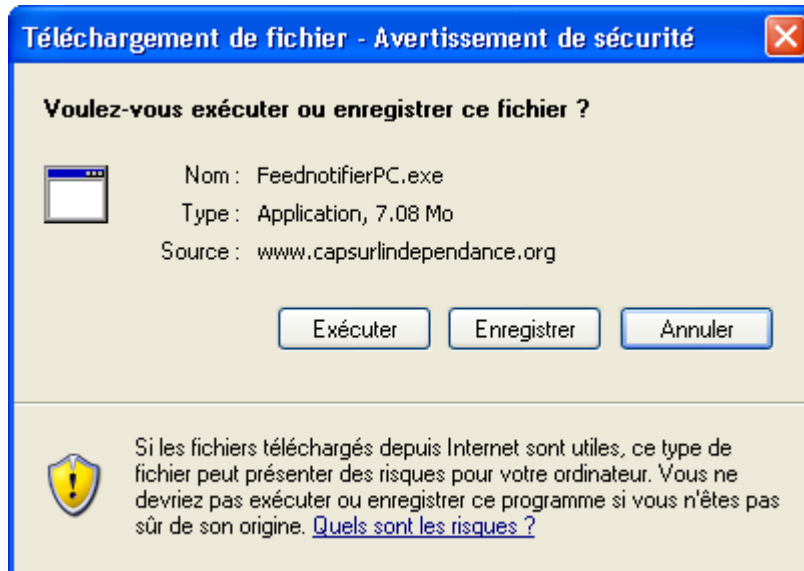 Téléchargement de fichier - Avertissement de sécurité
Voulez-vous exécuter ou enregistrer ce fichier ?
Nom : FeednotifierPC.exe
Type : Application, 7.08 Mo
Source : www.capsurlindependance.org
Exécuter Enregistrer Annuler
Si les fichiers téléchargés depuis Internet sont utiles, ce type de
fichier peut présenter des risques pour votre ordinateur. Vous ne
devriez pas exécuter ou enregistrer ce programme si vous n'êtes pas
sûr de son origine. Quels sont les risques ?